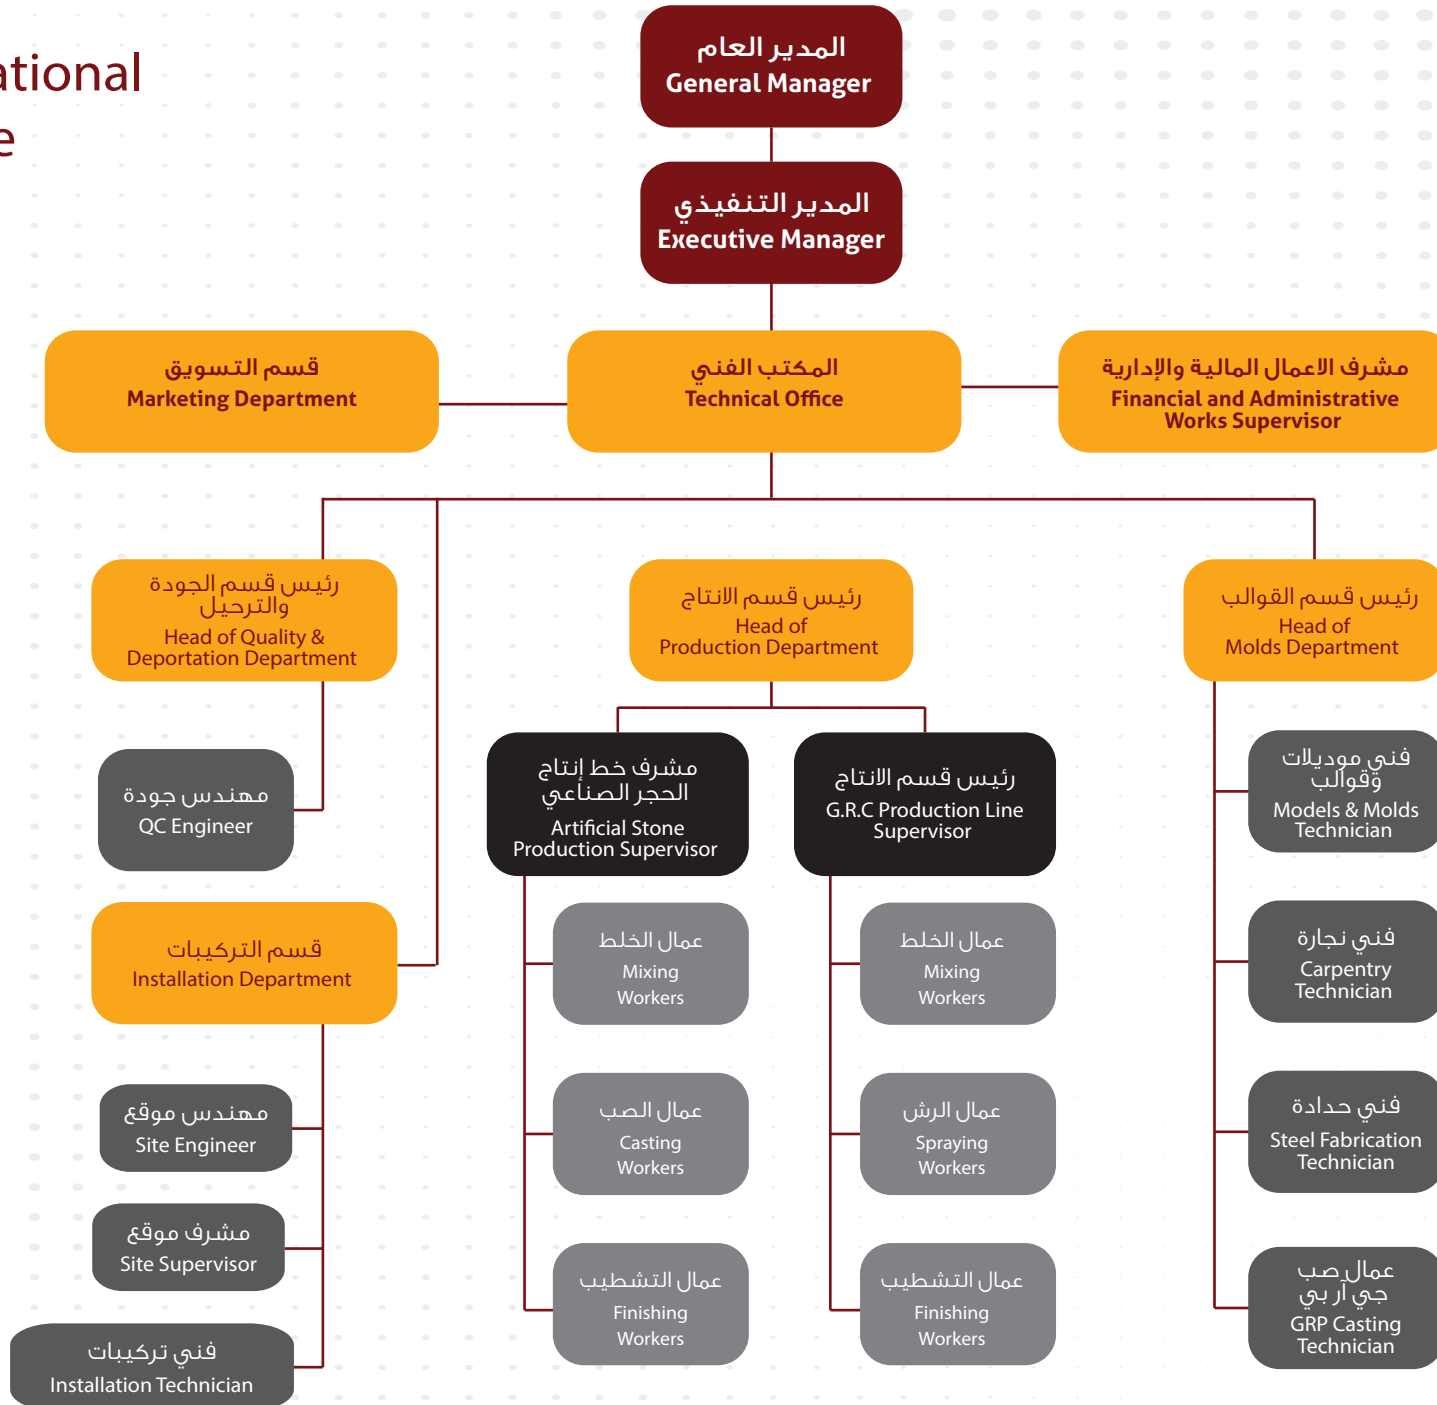 ational
e
المدير العام
General Manager
المدير التنفيذي
Executive Manager
قسم التسويق
Marketing Department
المكتب الفني
Technical Office
مشرف الاعمال المالية والإدارية
Financial and Administrative
Works Supervisor
رئيس قسم الجودة
والترحيل
Head of Quality &
Deportation Department
رئيس قسم الانتاج
Head of
Production Department
رئيس قسم القوالب
Head of
Molds Department
مهندس جودة
QC Engineer
مشرف خط إنتاج
الحجر الصناعي
Artificial Stone
Production Supervisor
رئيس قسم الانتاج
G.R.C Production Line
Supervisor
فني موديلات
وقوالب
Models & Molds
Technician
قسم التركيبات
Installation Department
عمال الخلط
Mixing
Workers
عمال الخلط
Mixing
Workers
فني نجارة
Carpentry
Technician
مهندس موقع
Site Engineer
عمال الصب
Casting
Workers
عمال الرش
Spraying
Workers
فني حدادة
Steel Fabrication
Technician
مشرف موقع
Site Supervisor
عمال التشطيب
Finishing
Workers
عمال التشطيب
Finishing
Workers
عمال صب
جي آر بي
GRP Casting
Technician
فني تركيبات
Installation Technician